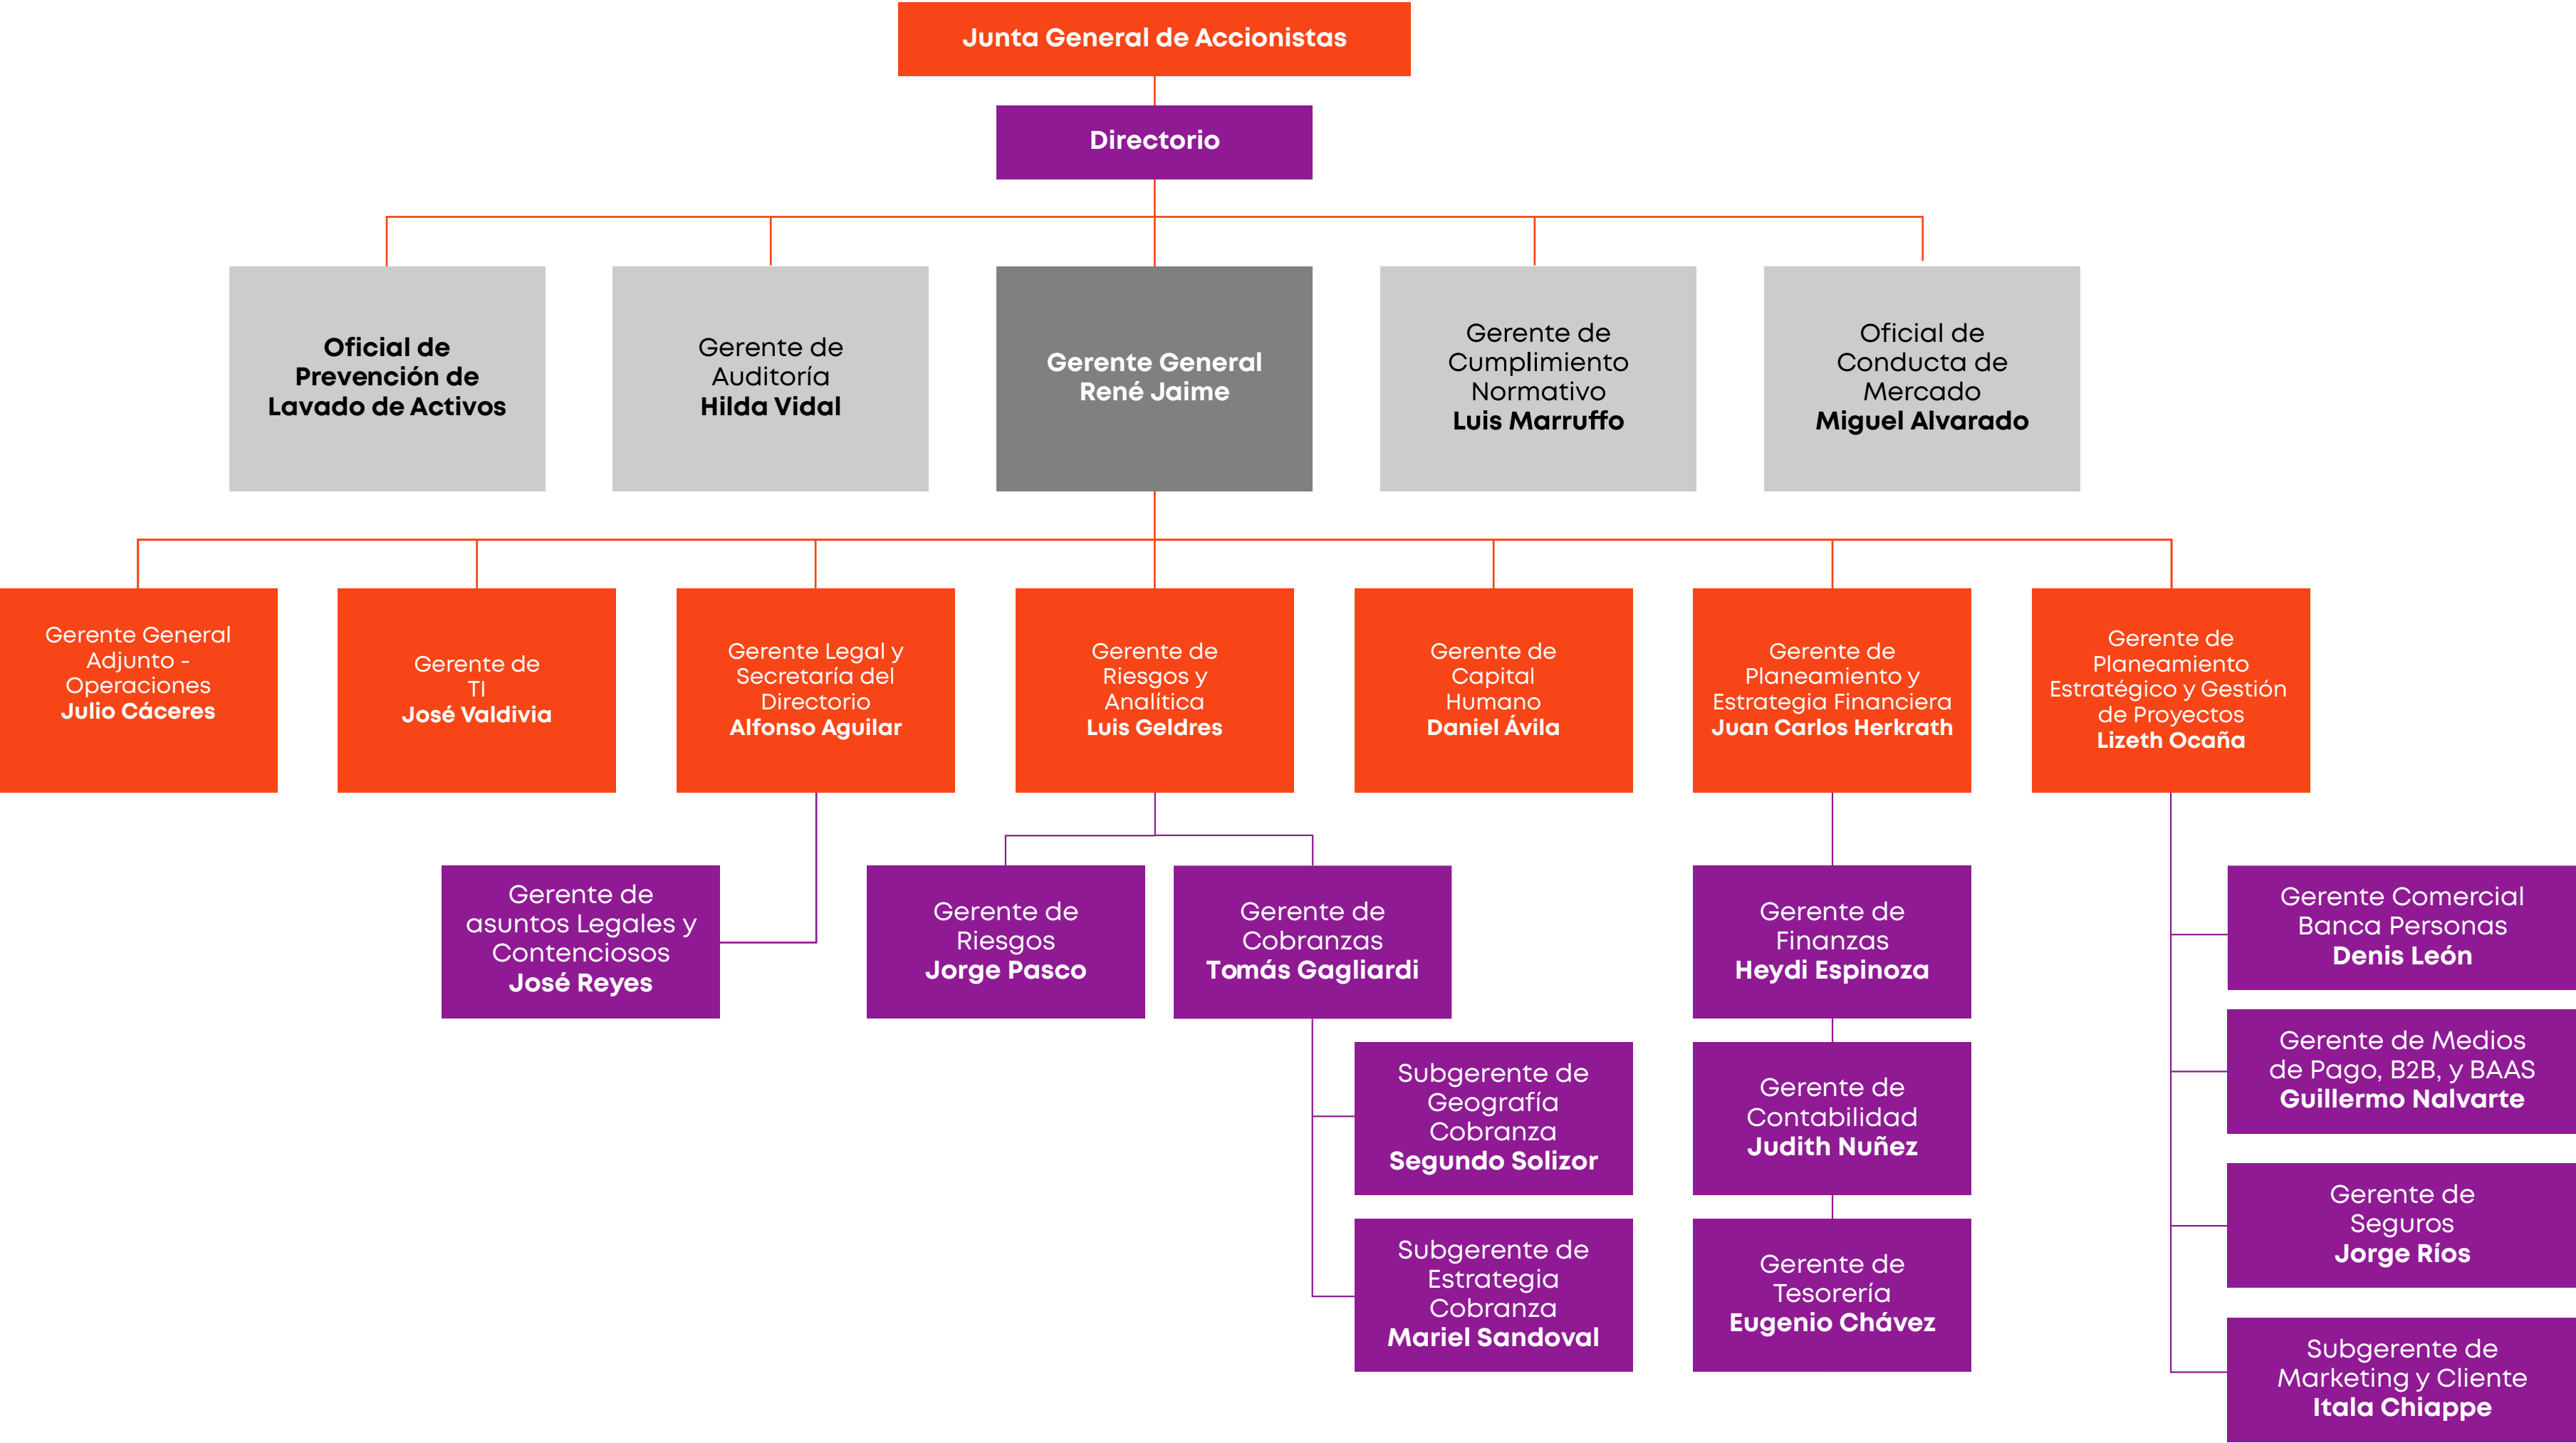 Junta General de Accionistas
Directorio
Oficial de
Prevención de
Lavado de Activos
Gerente de
Auditoría
Hilda Vidal
Gerente General
René Jaime
Gerente de
Cumplimiento
Normativo
Luis Marruffo
Oficial de
Conducta de
Mercado
Miguel Alvarado
Gerente General
Adjunto -
Operaciones
Julio Cáceres
Gerente de
TI
José Valdivia
Gerente Legal y
Secretaría del
Directorio
Alfonso Aguilar
Gerente de
Riesgos y
Analítica
Luis Geldres
Gerente de
Capital
Humano
Daniel Ávila
Gerente de
Planeamiento y
Estrategia Financiera
Juan Carlos Herkrath
Gerente de
Planeamiento
Estratégico y Gestión
de Proyectos
Lizeth Ocaña
Gerente de
asuntos Legales y
Contenciosos
José Reyes
Gerente de
Riesgos
Jorge Pasco
Gerente de
Cobranzas
Tomás Gagliardi
Subgerente de
Geografía
Cobranza
Segundo Solizor
Subgerente de
Estrategia
Cobranza
Mariel Sandoval
Gerente de
Finanzas
Heydi Espinoza
Gerente de
Contabilidad
Judith Nuñez
Gerente de
Tesorería
Eugenio Chávez
Gerente Comercial
Banca Personas
Denis León
Gerente de Medios
de Pago, B2B, y BAAS
Guillermo Nalvarte
Gerente de
Seguros
Jorge Ríos
Subgerente de
Marketing y Cliente
Itala Chiappe